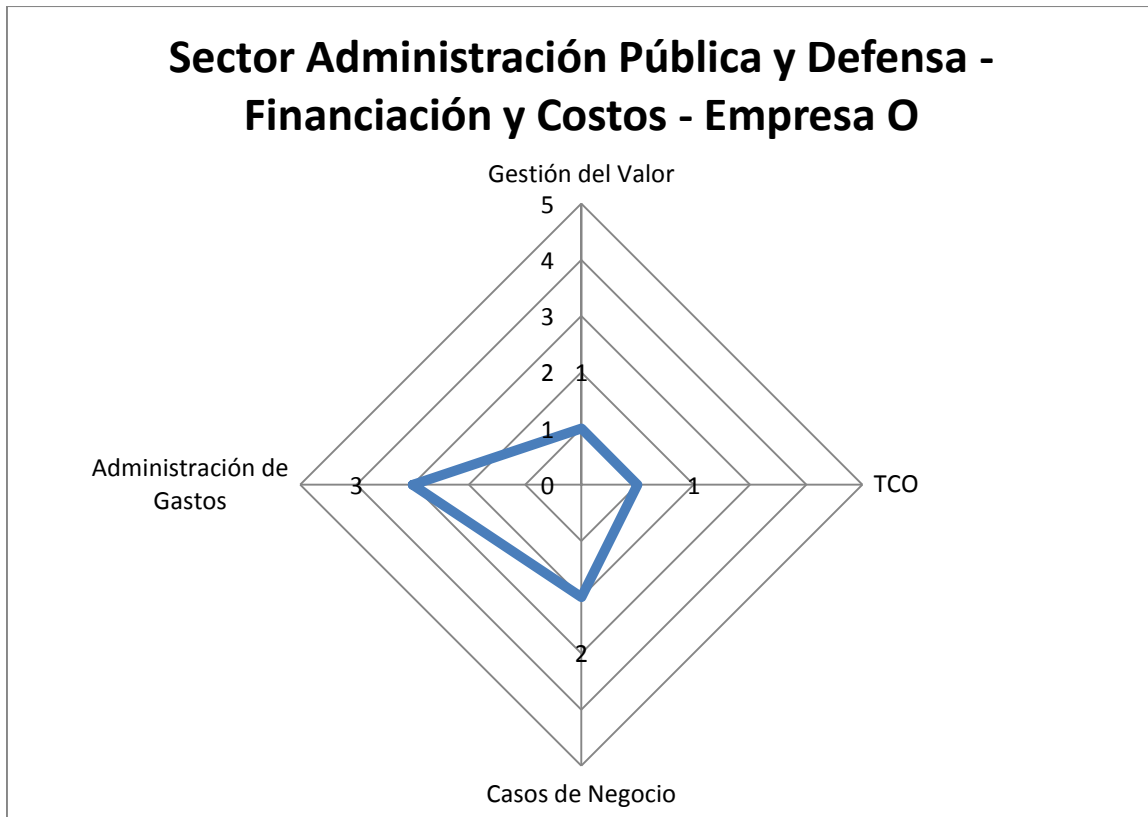 Sector Administración Pública y Defensa -
Financiación y Costos - Empresa O
Gestión del Valor
5
4
3
2 1
1
Administración de
Gastos
3 0 1 TCO
2
Casos de Negocio